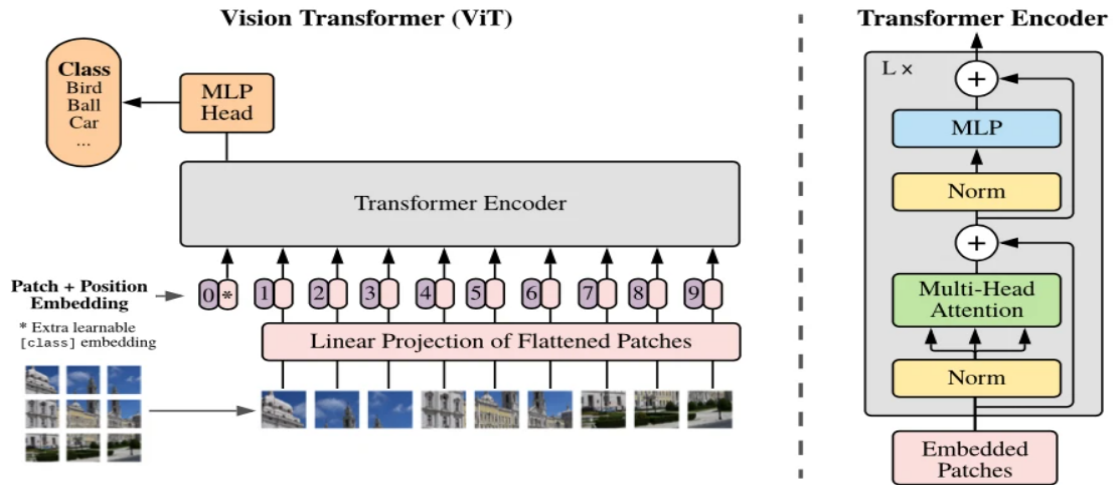 Vision Transformer (ViT)
Class
Bird
Ball
Car
...
MLP
Head
Transformer Encoder
Patch + Position
Embedding
* Extra learnable
[class] embedding
0 *
1
2
3
4
5
6
7
8
9
Linear Projection of Flattened Patches
Transformer Encoder
L ×
+
MLP
Norm
+
Multi-Head
Attention
Norm
Embedded
Patches